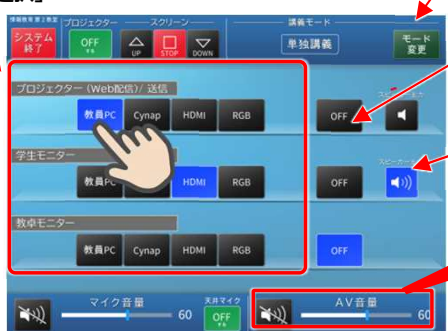 情報教育第2教室
プロジェクター
スクリーン
講義モード
システム
終了
OFF
する
UP
STOP
DOWN
単独講義
モード
変更
プロジェクター (Web配信)/ 送信
教員PC
Cynap
HDMI
RGB
OFF
学生モニター
教員PC
HDMI
RGB
OFF
教卓モニター
教員PC
Cynap
HDMI
RGB
OFF
マイク音量
60
天井マイク
OFF
する
AV音量
60